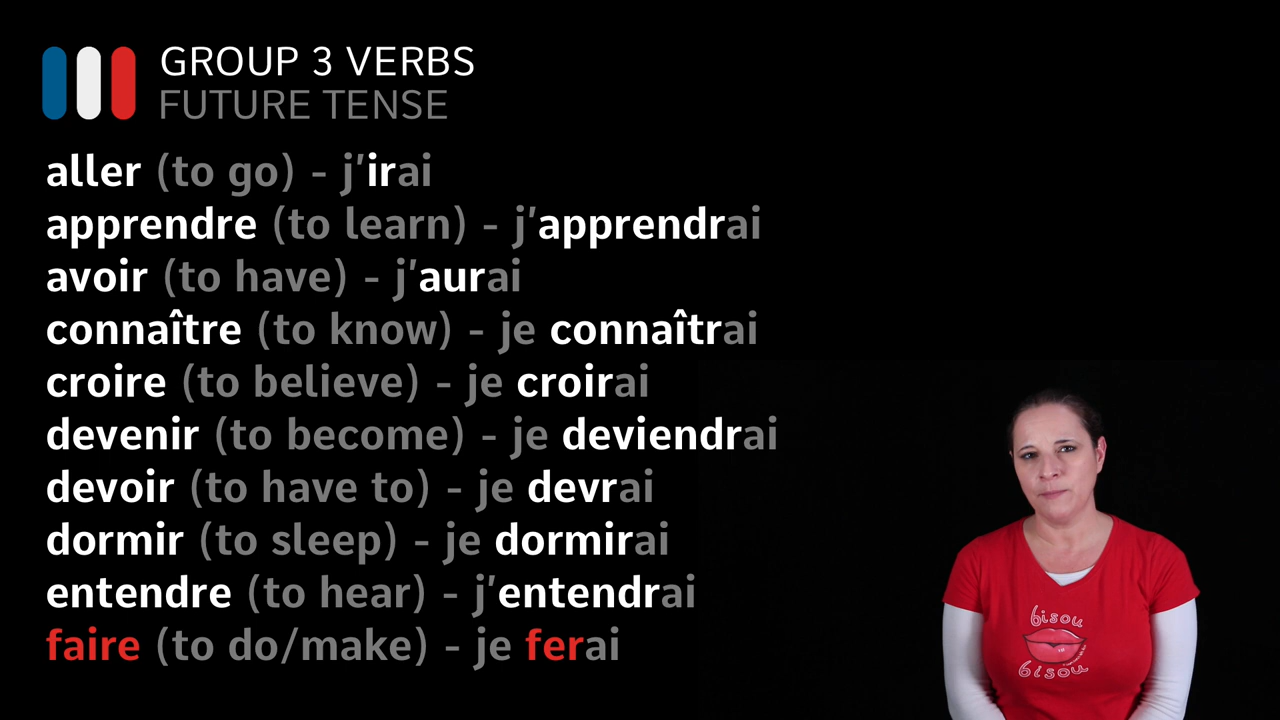 GROUP 3 VERBS
FUTURE TENSE
aller (to go) - j'irai
apprendre (to learn) - j'apprendrai
avoir (to have) - j'aurai
connaître (to know) - je connaîtrai
croire (to believe) - je croirai
devenir (to become) - je deviendrai
devoir (to have to) - je devrai
dormir (to sleep) - je dormirai
entendre (to hear) - j'entendrai
faire (to do/make) - je ferai
bisou
bisou